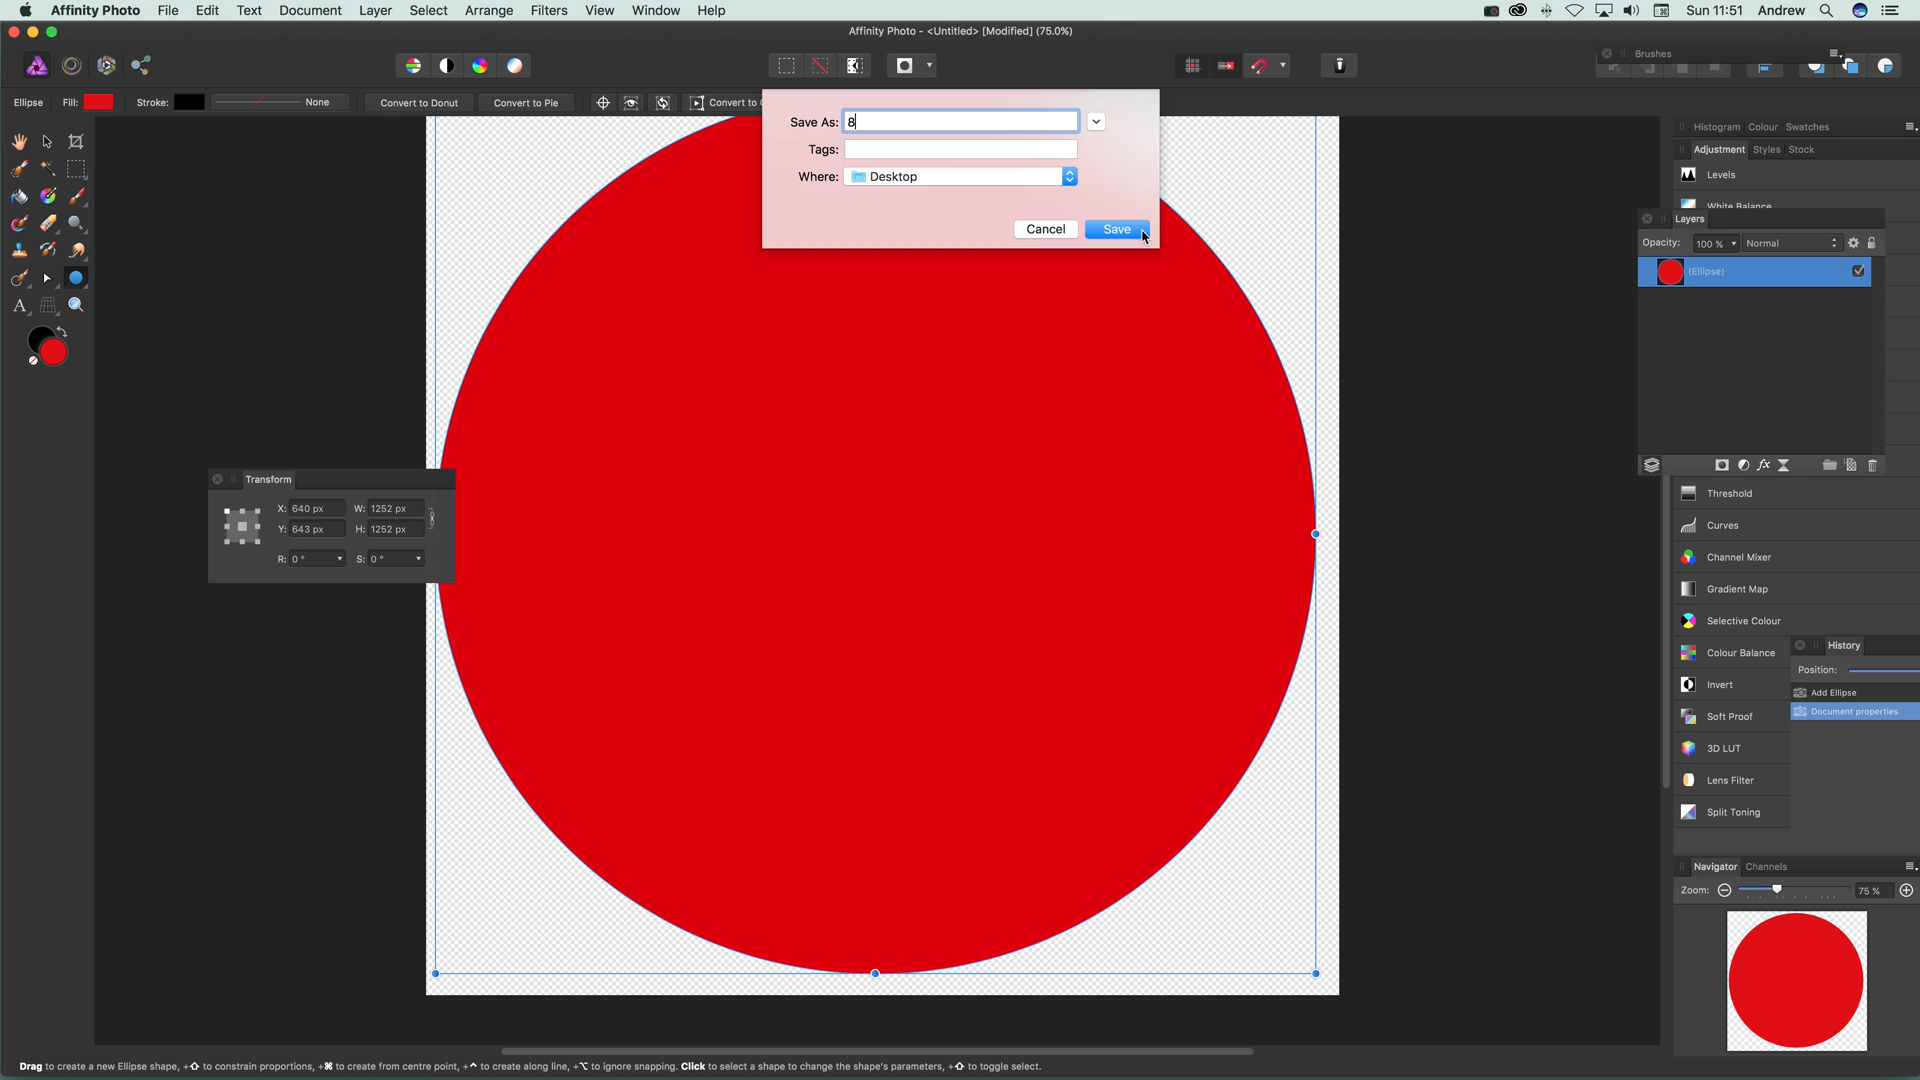 Affinity Photo File Edit Text Document Layer Select Arrange Filters View Window Help Sun 11:51 Andrew
Affinity Photo - <Untitled> [Modified] (75.0%)
Brushes
Ellipse Fill: Stroke: None Convert to Donut Convert to Pie Convert to C
Save As: 8
Tags:
Where: Desktop
Cancel Save
Histogram Colour Swatches
Adjustment Styles Stock
Levels
White Balance
Layers
Opacity: 100 % Normal
(Ellipse)
Transform
X: 640 px W: 1252 px
Y: 643 px H: 1252 px
R: 0 ° S: 0 °
fx
A
Threshold
Curves
Channel Mixer
Gradient Map
Selective Colour
Colour Balance
Invert
Soft Proof
3D LUT
Lens Filter
Split Toning
History
Position:
Add Ellipse
Document properties
Navigator Channels
Zoom: 75 %
Drag to create a new Ellipse shape, +⇧ to constrain proportions, +⌘ to create from centre point, +⌃ to create along line, +⌥ to ignore snapping. Click to select a shape to change the shape's parameters, +⇧ to toggle select.